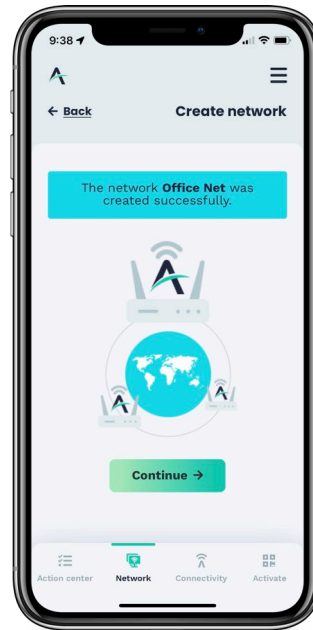 9:38
← Back
Create network
The network Office Net was
created successfully.
Continue →
Action center
Network
Connectivity
Activate